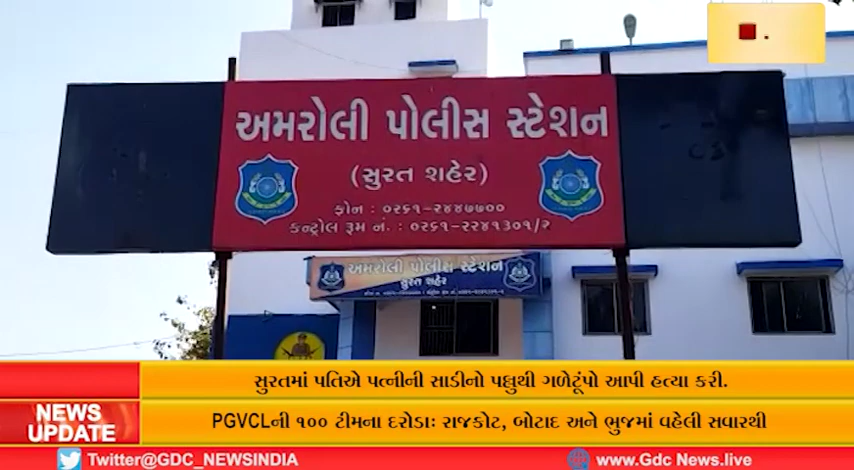 અમરોલી પોલીસ સ્ટેશન
(સુરત શહેર)
ફોન : ૦૨૬૧-૨૪૪૭૭૦૦
કન્ટ્રોલ રૂમ નં. : ૦૨૬૧-૨૨૪૧૩૦૧/૨
અમરોલી પોલીસ સ્ટેશન
સુરત શહેર
સુરતમાં પતિએ પત્નીની સાડીનો પલ્લુથી ગળેટૂંપો આપી હત્યા કરી.
NEWS UPDATE
PGVCLની ૧૦૦ ટીમના દરોડાઃ રાજકોટ, બોટાદ અને ભુજમાં વહેલી સવારથી
Twitter@GDC_NEWSINDIA
www.Gdc News.live